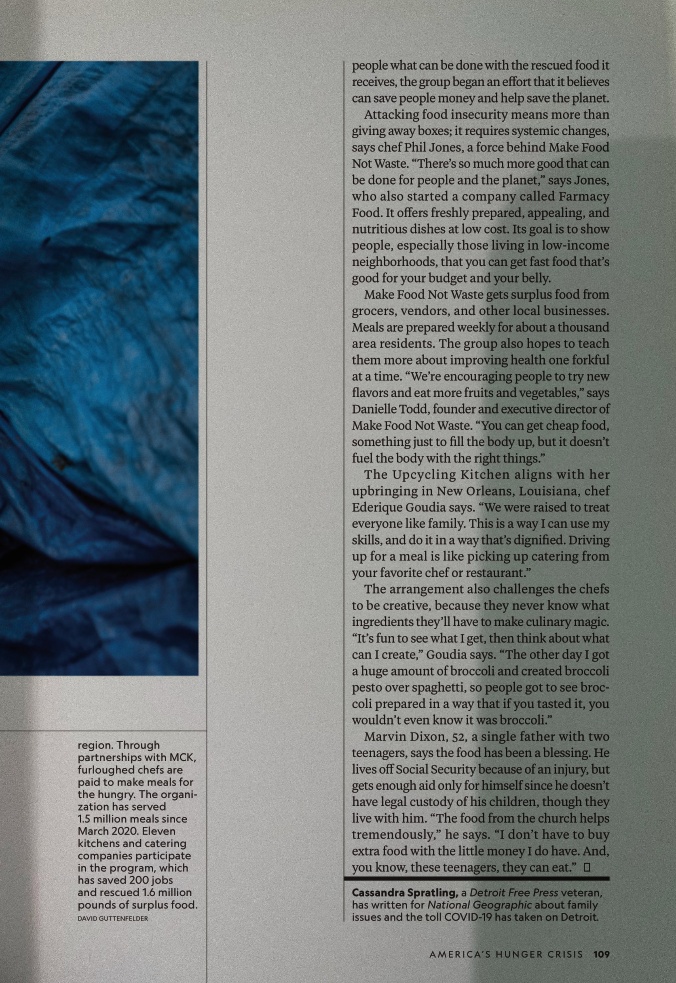 people what can be done with the rescued food it
receives, the group began an effort that it believes
can save people money and help save the planet.
Attacking food insecurity means more than
giving away boxes; it requires systemic changes,
says chef Phil Jones, a force behind Make Food
Not Waste. “There’s so much more good that can
be done for people and the planet,” says Jones,
who also started a company called Farmacy
Food. It offers freshly prepared, appealing, and
nutritious dishes at low cost. Its goal is to show
people, especially those living in low-income
neighborhoods, that you can get fast food that’s
good for your budget and your belly.
Make Food Not Waste gets surplus food from
grocers, vendors, and other local businesses.
Meals are prepared weekly for about a thousand
area residents. The group also hopes to teach
them more about improving health one forkful
at a time. “We’re encouraging people to try new
flavors and eat more fruits and vegetables,” says
Danielle Todd, founder and executive director of
Make Food Not Waste. “You can get cheap food,
something just to fill the body up, but it doesn’t
fuel the body with the right things.”
The Upcycling Kitchen aligns with her
upbringing in New Orleans, Louisiana, chef
Ederique Goudia says. “We were raised to treat
everyone like family. This is a way I can use my
skills, and do it in a way that’s dignified. Driving
up for a meal is like picking up catering from
your favorite chef or restaurant.”
The arrangement also challenges the chefs
to be creative, because they never know what
ingredients they’ll have to make culinary magic.
“It’s fun to see what I get, then think about what
can I create,” Goudia says. “The other day I got
a huge amount of broccoli and created broccoli
pesto over spaghetti, so people got to see broc-
coli prepared in a way that if you tasted it, you
wouldn’t even know it was broccoli.”
Marvin Dixon, 52, a single father with two
teenagers, says the food has been a blessing. He
lives off Social Security because of an injury, but
gets enough aid only for himself since he doesn’t
have legal custody of his children, though they
live with him. “The food from the church helps
tremendously,” he says. “I don’t have to buy
extra food with the little money I do have. And,
you know, these teenagers, they can eat.”
Cassandra Spratling, a Detroit Free Press veteran,
has written for National Geographic about family
issues and the toll COVID-19 has taken on Detroit.
region. Through
partnerships with MCK,
furloughed chefs are
paid to make meals for
the hungry. The organi-
zation has served
1.5 million meals since
March 2020. Eleven
kitchens and catering
companies participate
in the program, which
has saved 200 jobs
and rescued 1.6 million
pounds of surplus food.
DAVID GUTTENFELDER
AMERICA’S HUNGER CRISIS 109